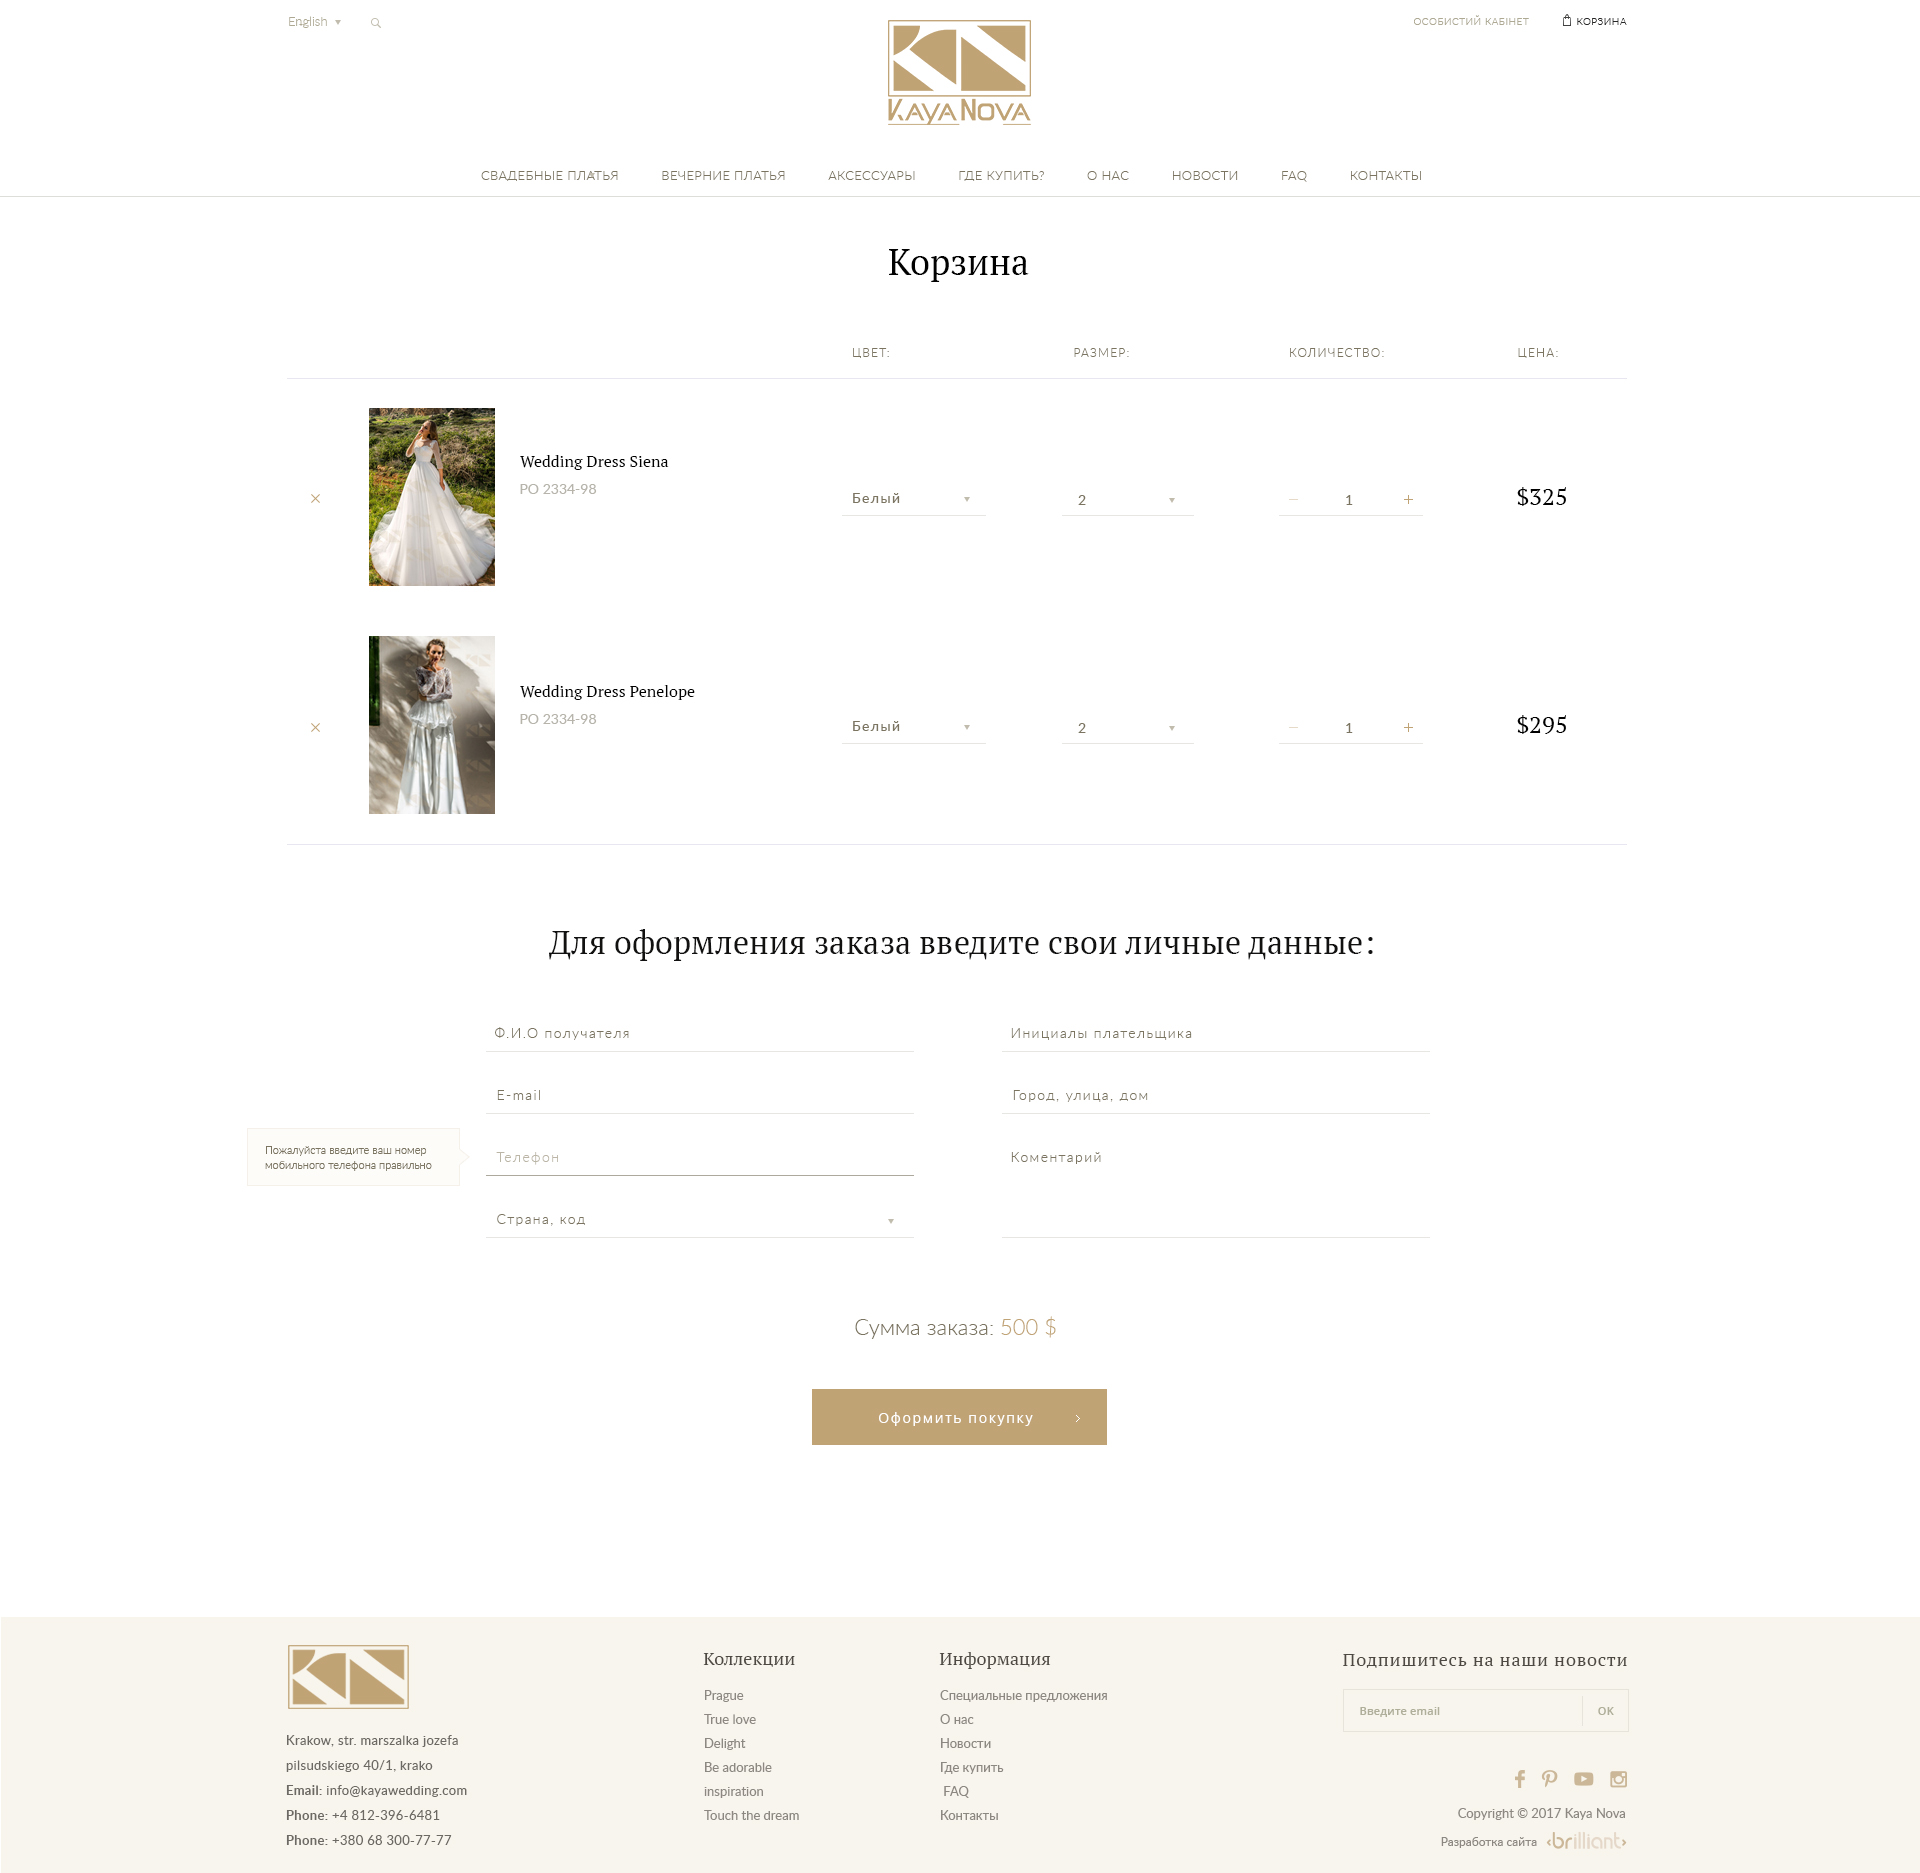 English
ОСОБИСТИЙ КАБІНЕТ
КОРЗИНА
KAYA NOVA
СВАДЕБНЫЕ ПЛАТЬЯ ВЕЧЕРНИЕ ПЛАТЬЯ АКСЕССУАРЫ ГДЕ КУПИТЬ? О НАС НОВОСТИ FAQ КОНТАКТЫ
Корзина
ЦВЕТ: РАЗМЕР: КОЛИЧЕСТВО: ЦЕНА:
Wedding Dress Siena
PO 2334-98
Белый 2 1 $325
Wedding Dress Penelope
PO 2334-98
Белый 2 1 $295
Для оформления заказа введите свои личные данные:
Ф.И.О получателя
Инициалы плательщика
E-mail
Город, улица, дом
Пожалуйста введите ваш номер
мобильного телефона правильно
Телефон
Коментарий
Страна, код
Сумма заказа: 500 $
Оформить покупку
Krakow, str. marszalka jozefa
pilsudskiego 40/1, krako
Email: info@kayawedding.com
Phone: +4 812-396-6481
Phone: +380 68 300-77-77
Коллекции
Prague
True love
Delight
Be adorable
inspiration
Touch the dream
Информация
Специальные предложения
О нас
Новости
Где купить
FAQ
Контакты
Подпишитесь на наши новости
Введите email OK
Copyright © 2017 Kaya Nova
Разработка сайта brilliant